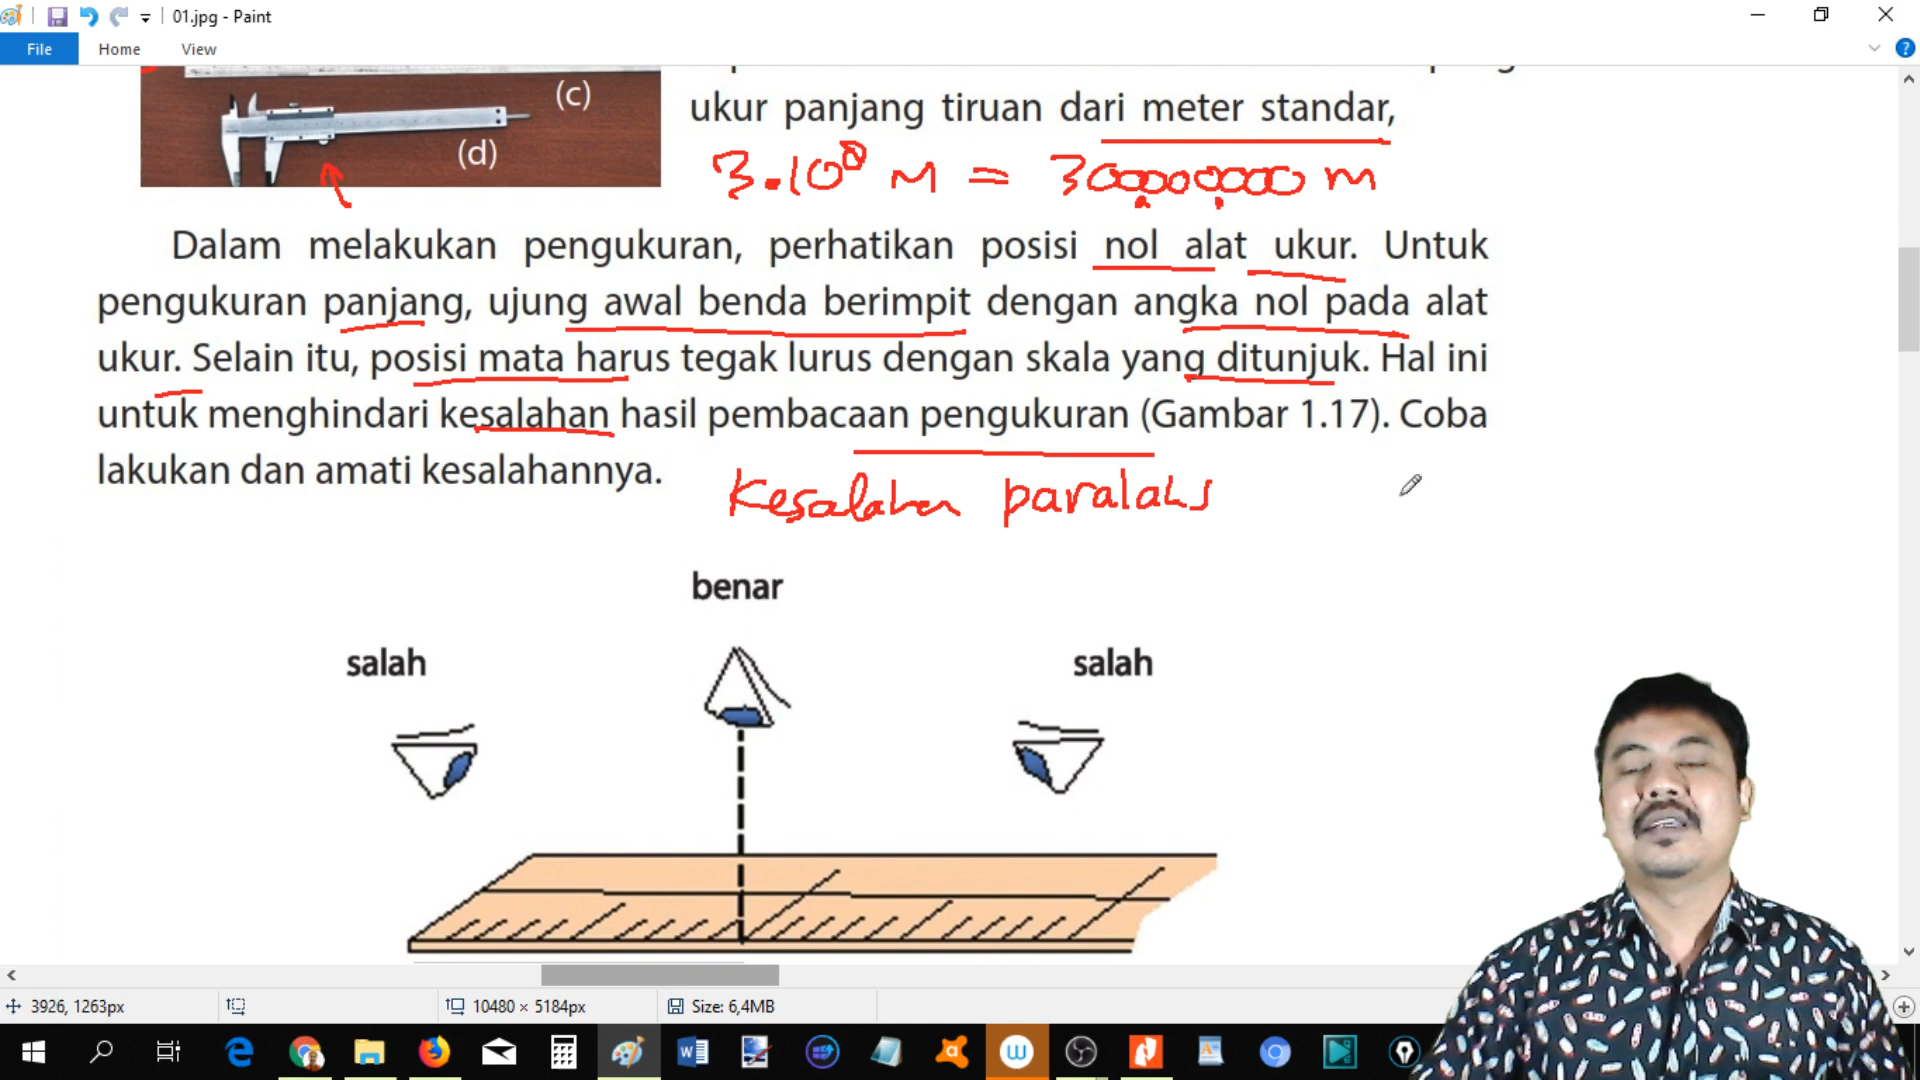 01.jpg - Paint
File Home View
(c)
(d)
ukur panjang tiruan dari meter standar,
3.10⁸ M = 300000000 m
Dalam melakukan pengukuran, perhatikan posisi nol alat ukur. Untuk
pengukuran panjang, ujung awal benda berimpit dengan angka nol pada alat
ukur. Selain itu, posisi mata harus tegak lurus dengan skala yang ditunjuk. Hal ini
untuk menghindari kesalahan hasil pembacaan pengukuran (Gambar 1.17). Coba
lakukan dan amati kesalahannya.
Kesalahan paralaks
benar
salah
salah
3926, 1263px
10480 × 5184px
Size: 6,4MB